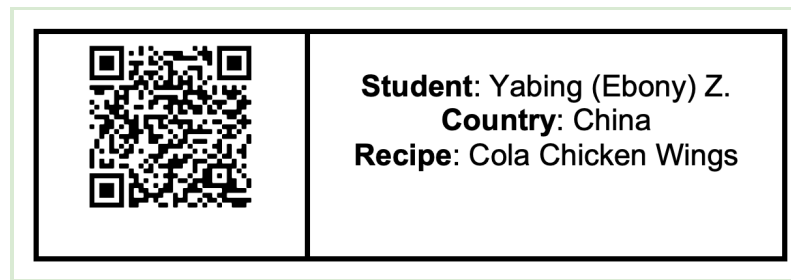 Student: Yabing (Ebony) Z.
Country: China
Recipe: Cola Chicken Wings